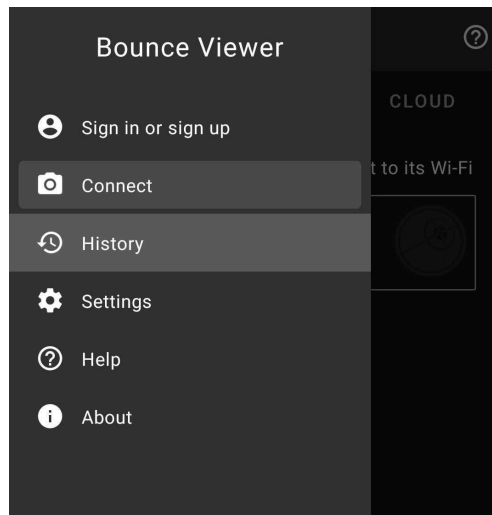 Bounce Viewer
CLOUD
Sign in or sign up
t to its Wi-Fi
Connect
History
Settings
Help
About